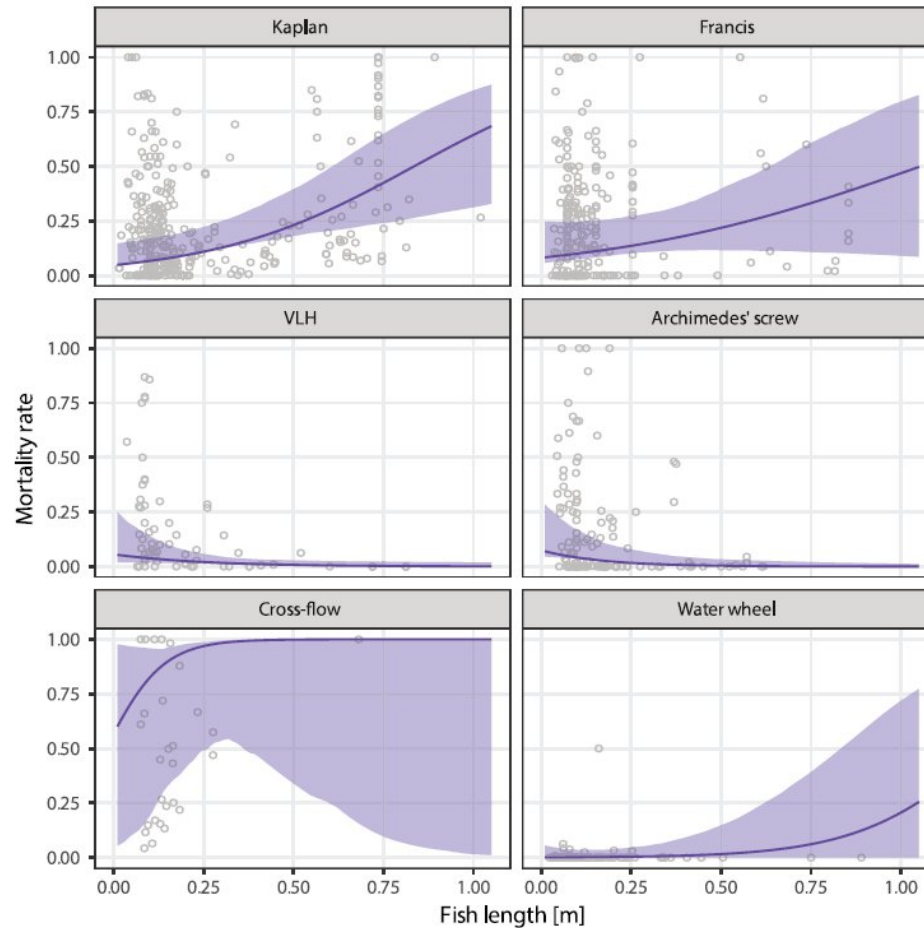 Kaplan
Francis
1.00
0.75
0.50
0.25
0.00
VLH
Archimedes' screw
1.00
0.75
0.50
0.25
0.00
Mortality rate
Cross-flow
Water wheel
1.00
0.75
0.50
0.25
0.00
0.00 0.25 0.50 0.75 1.00 0.00 0.25 0.50 0.75 1.00
Fish length [m]